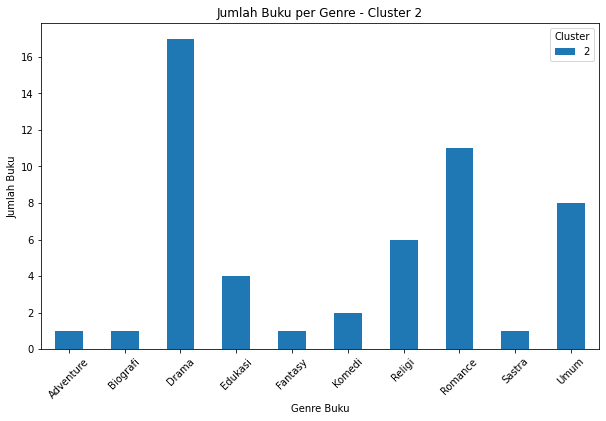 Jumlah Buku per Genre - Cluster 2
Cluster
2
Jumlah Buku
16
14
12
10
8
6
4
2
0
Adventure
Biografi
Drama
Edukasi
Fantasy
Komedi
Religi
Romance
Sastra
Umum
Genre Buku